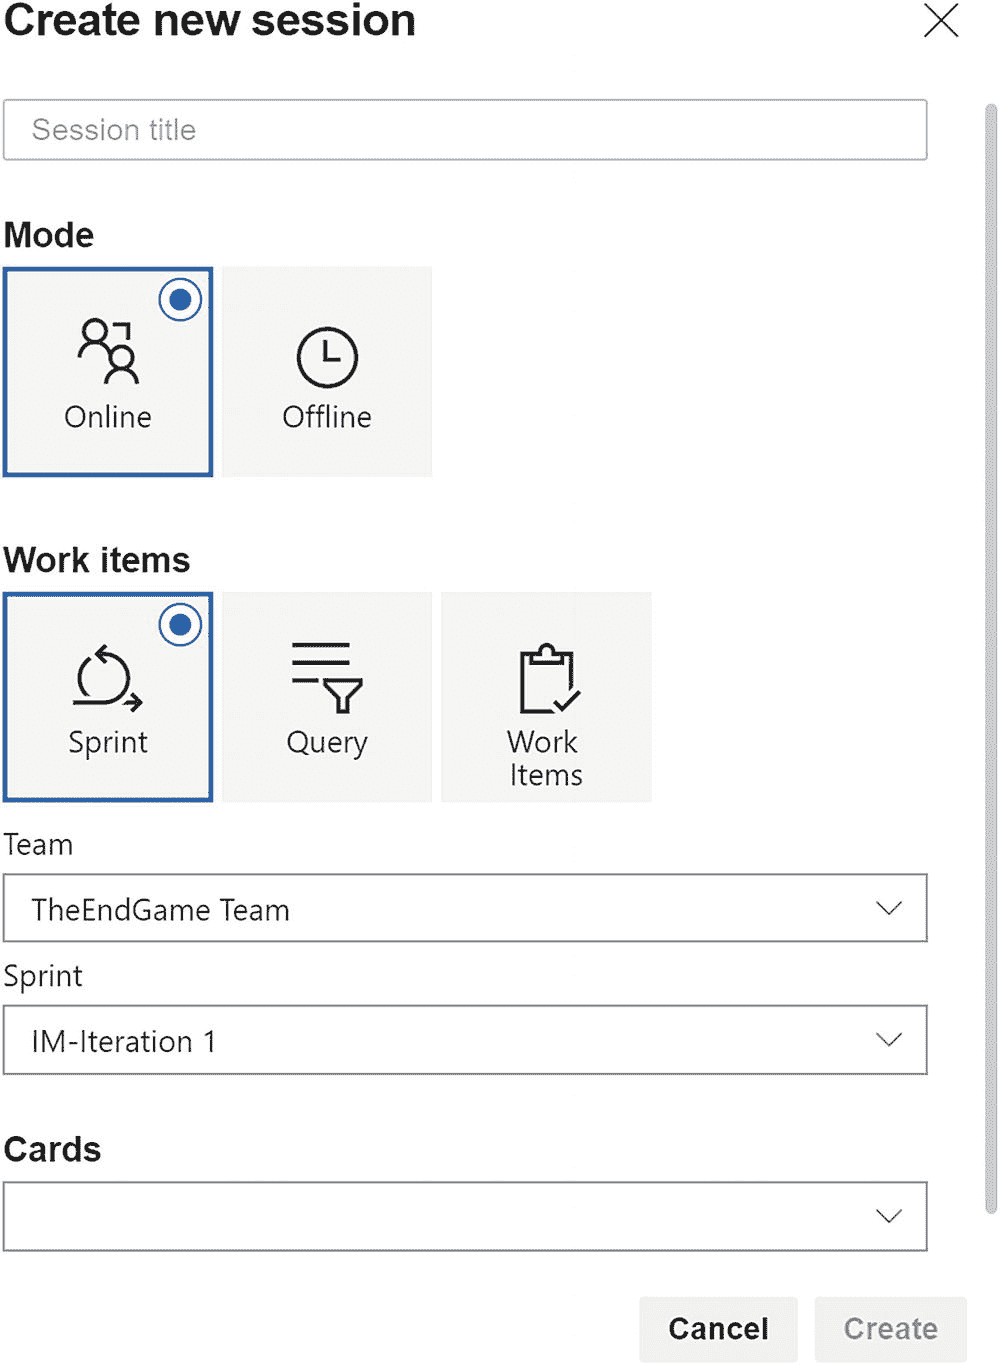 Create new session
Session title
Mode
Online
Offline
Work items
Sprint
Query
Work
Items
Team
TheEndGame Team
Sprint
IM-Iteration 1
Cards
Cancel
Create